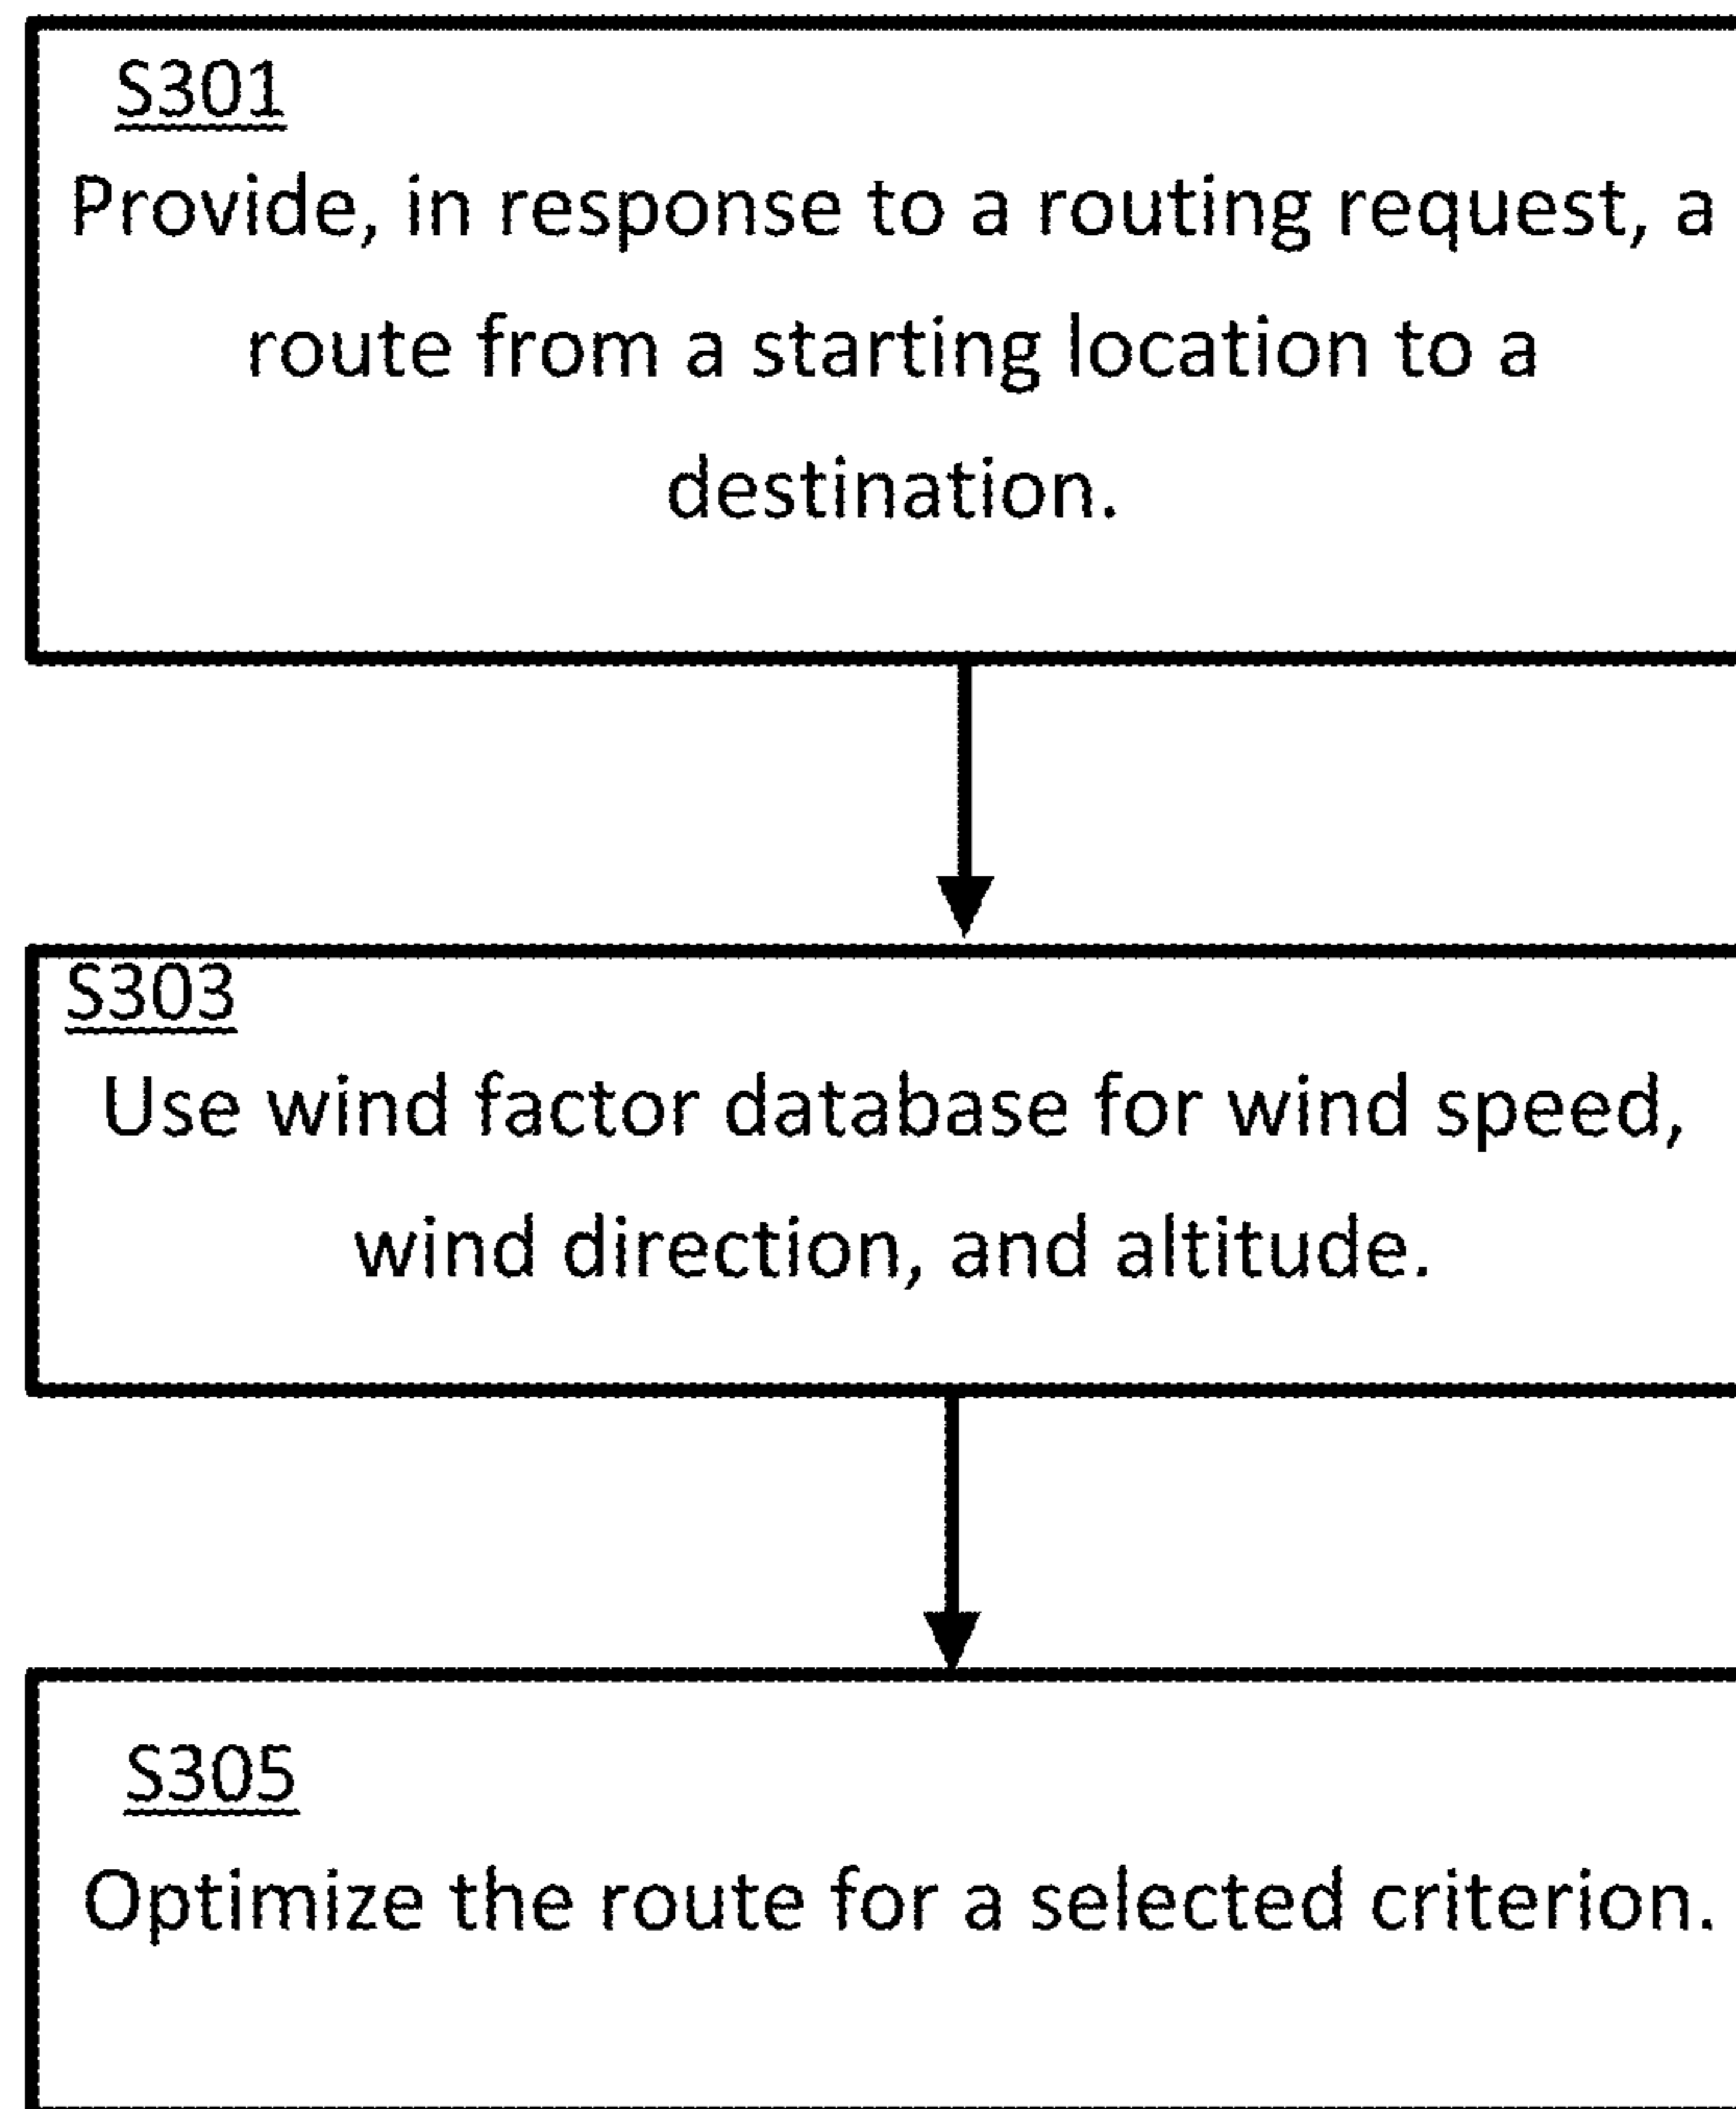 S301
Provide, in response to a routing request, a
route from a starting location to a
destination.
S303
Use wind factor database for wind speed,
wind direction, and altitude.
S305
Optimize the route for a selected criterion.